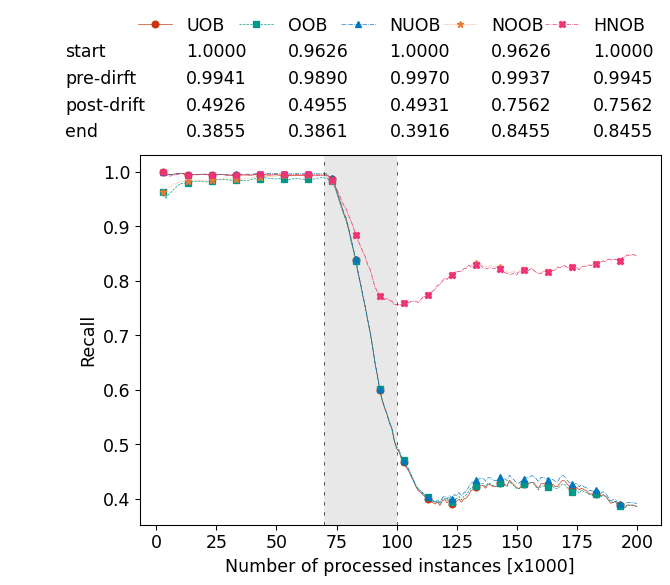 UOB OOB NUOB NOOB HNOB
start 1.0000 0.9626 1.0000 0.9626 1.0000
pre-dirft 0.9941 0.9890 0.9970 0.9937 0.9945
post-drift 0.4926 0.4955 0.4931 0.7562 0.7562
end 0.3855 0.3861 0.3916 0.8455 0.8455
1.0
0.9
0.8
0.7
0.6
0.5
0.4
Recall
0 25 50 75 100 125 150 175 200
Number of processed instances [x1000]